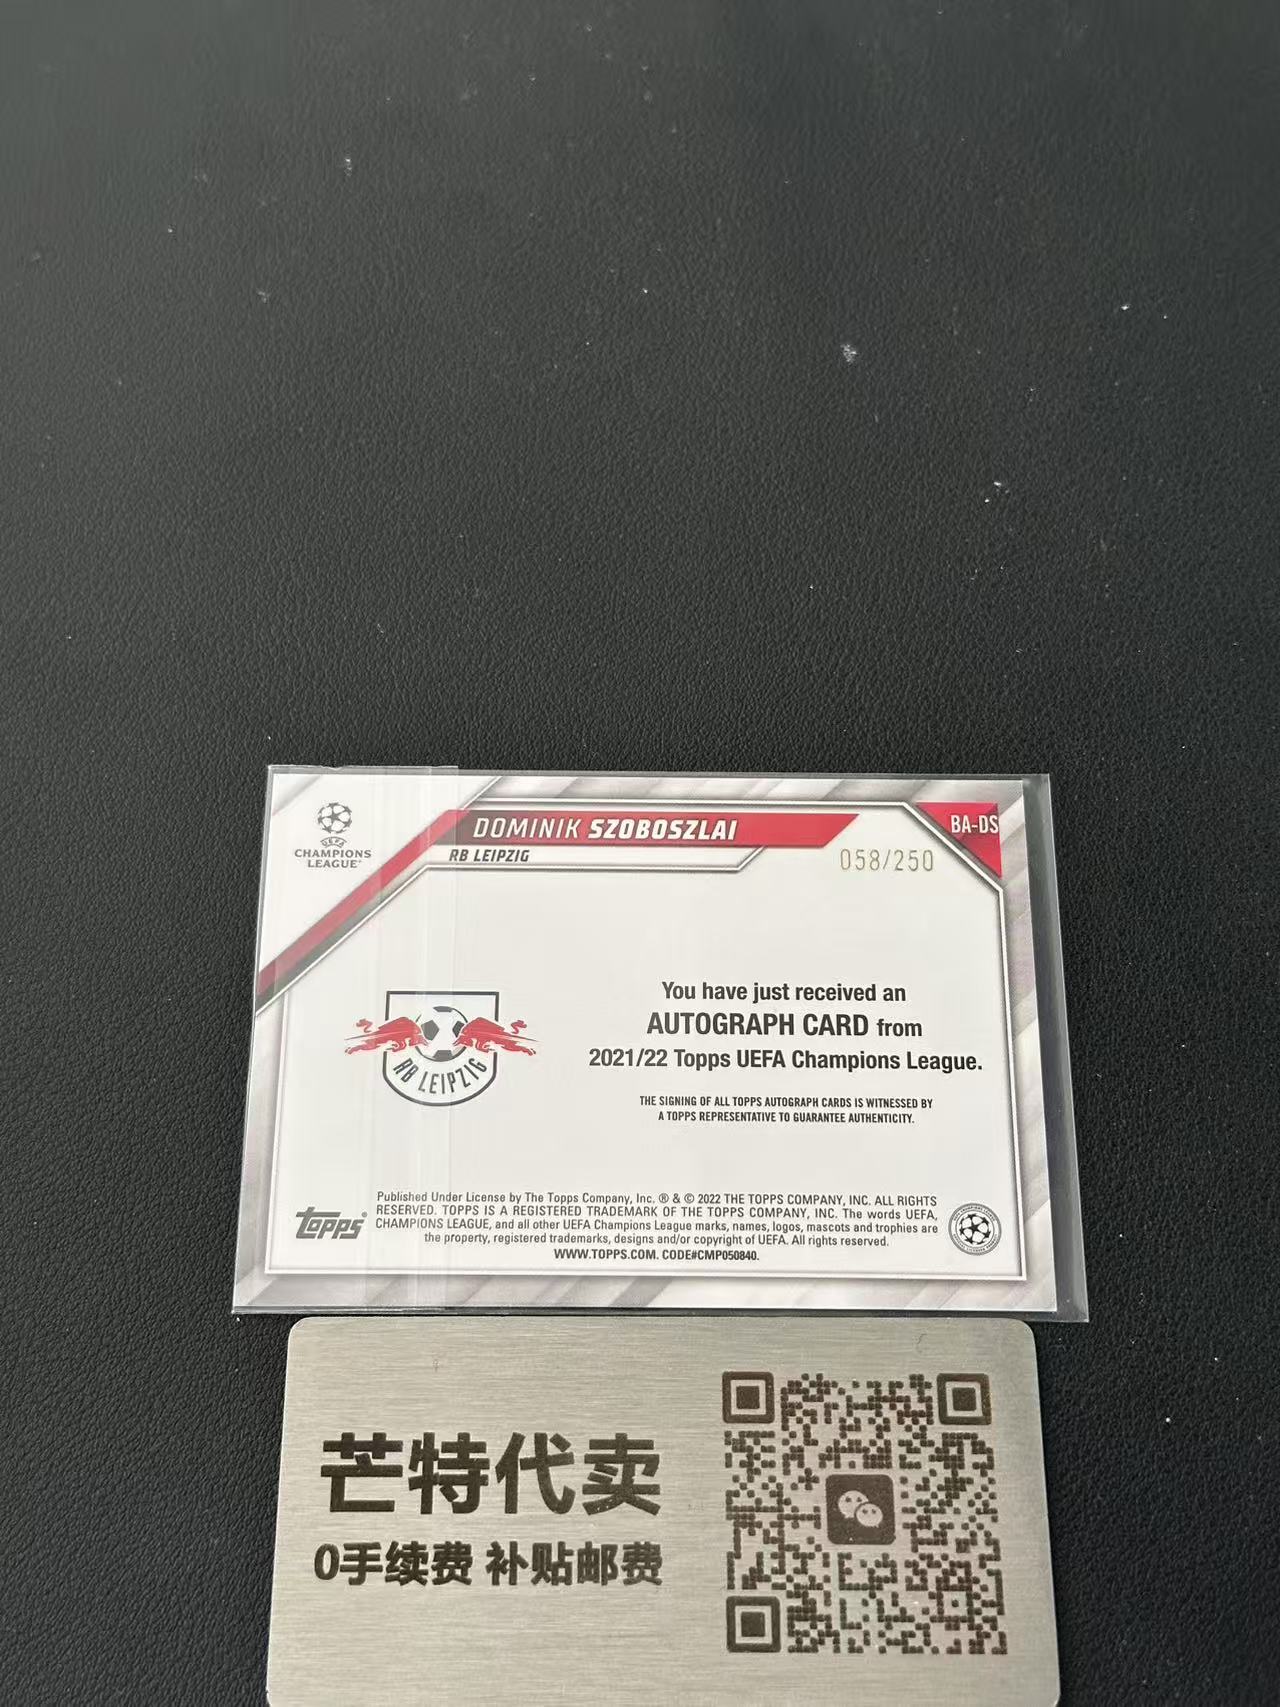 UEFA
CHAMPIONS
LEAGUE
DOMINIK SZOBOSZLAI
BA-DS
RB LEIPZIG
058/250
RB LEIPZIG
You have just received an
AUTOGRAPH CARD from
2021/22 Topps UEFA Champions League.
THE SIGNING OF ALL TOPPS AUTOGRAPH CARDS IS WITNESSED BY
A TOPPS REPRESENTATIVE TO GUARANTEE AUTHENTICITY.
topps
Published Under License by The Topps Company, Inc. ® & © 2022 THE TOPPS COMPANY, INC. ALL RIGHTS
RESERVED. TOPPS IS A REGISTERED TRADEMARK OF THE TOPPS COMPANY, INC. The words UEFA,
CHAMPIONS LEAGUE, and all other UEFA Champions League marks, names, logos, mascots and trophies are
the property, registered trademarks, designs and/or copyright of UEFA. All rights reserved.
WWW.TOPPS.COM. CODE#CMP050840.
芒特代卖
0手续费 补贴邮费